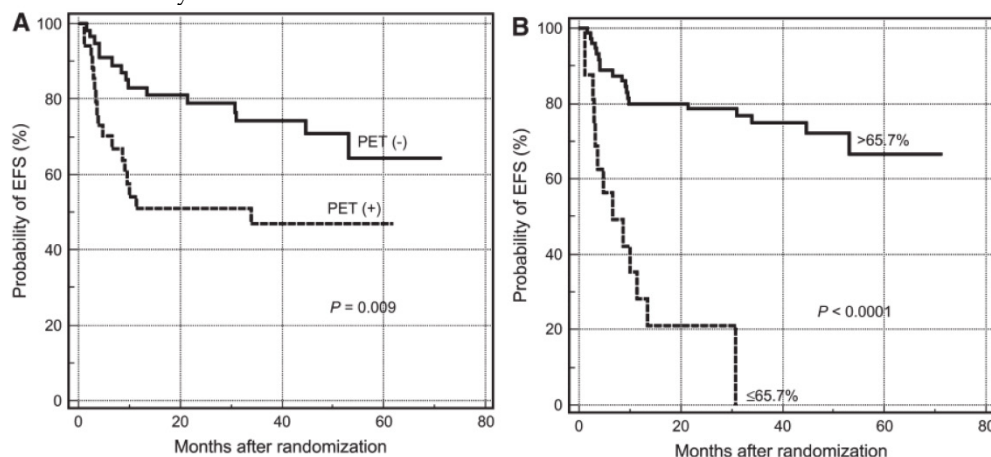 A
Probability of EFS (%)
100
80
60
40
20
0
PET (-)
PET (+)
P = 0.009
0
20
40
60
80
Months after randomization
B
Probability of EFS (%)
100
80
60
40
20
0
>65.7%
P < 0.0001
≤65.7%
0
20
40
60
80
Months after randomization